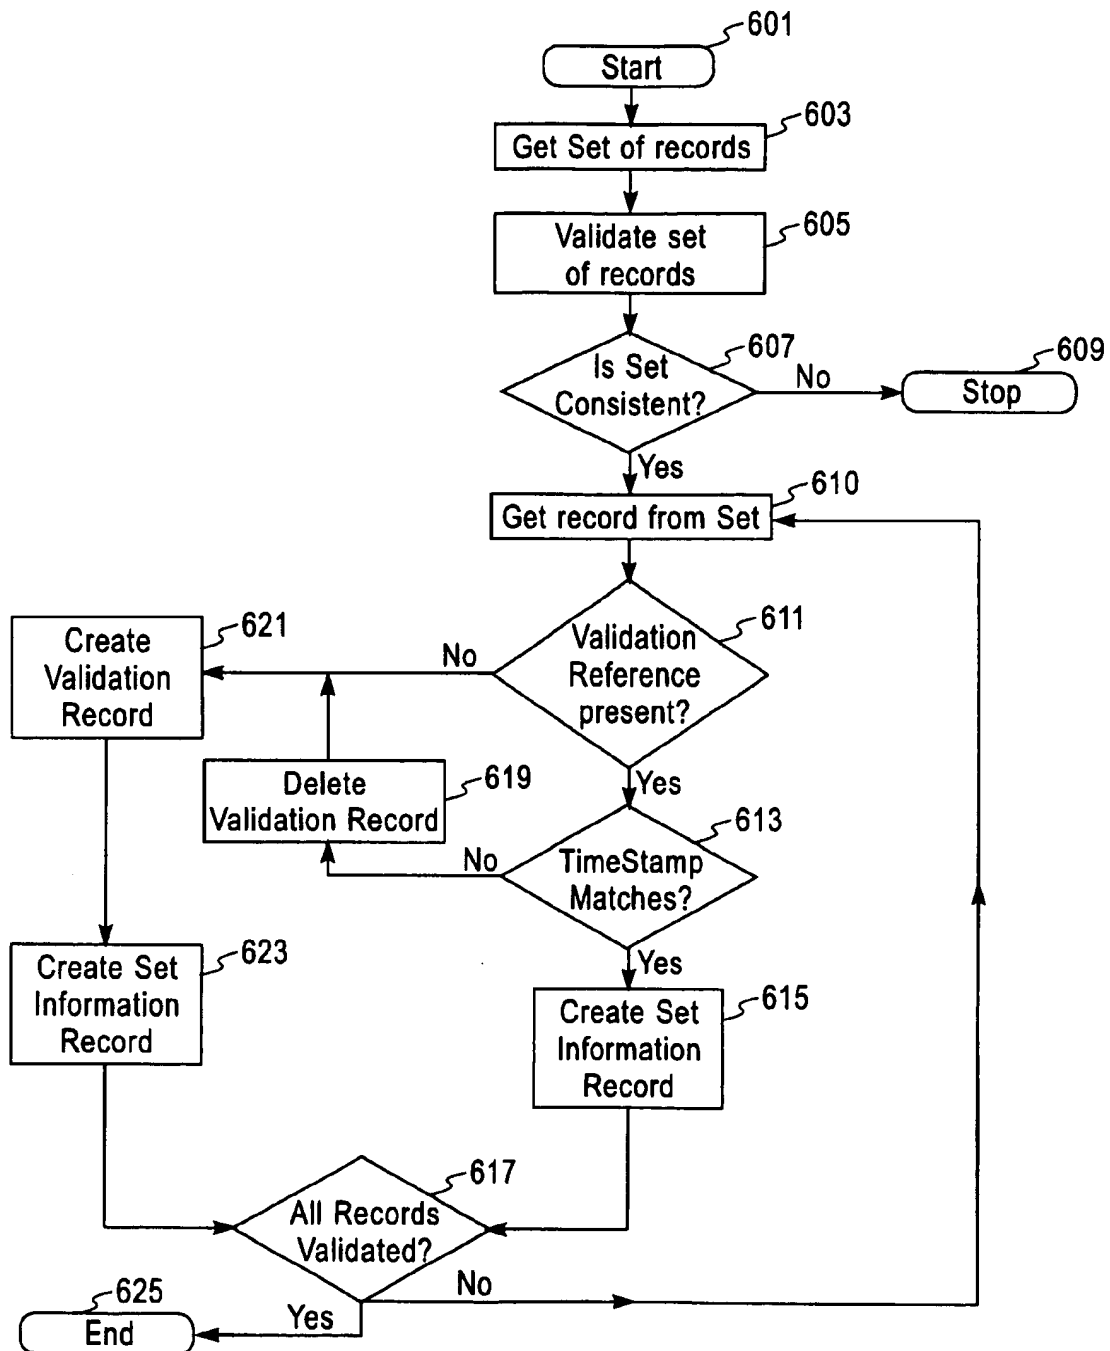 601
Start
603
Get Set of records
605
Validate set
of records
607
Is Set
Consistent?
No
609
Stop
Yes
610
Get record from Set
611
Validation
Reference
present?
No
621
Create
Validation
Record
Yes
619
Delete
Validation Record
613
TimeStamp
Matches?
No
Yes
623
Create Set
Information
Record
615
Create Set
Information
Record
617
All Records
Validated?
No
Yes
625
End